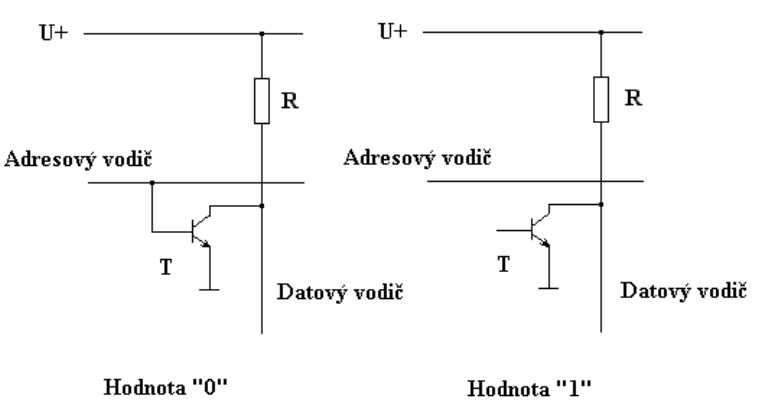 U+
R
Adresový vodič
T
Datový vodič
Hodnota "0"
U+
R
Adresový vodič
T
Datový vodič
Hodnota "1"